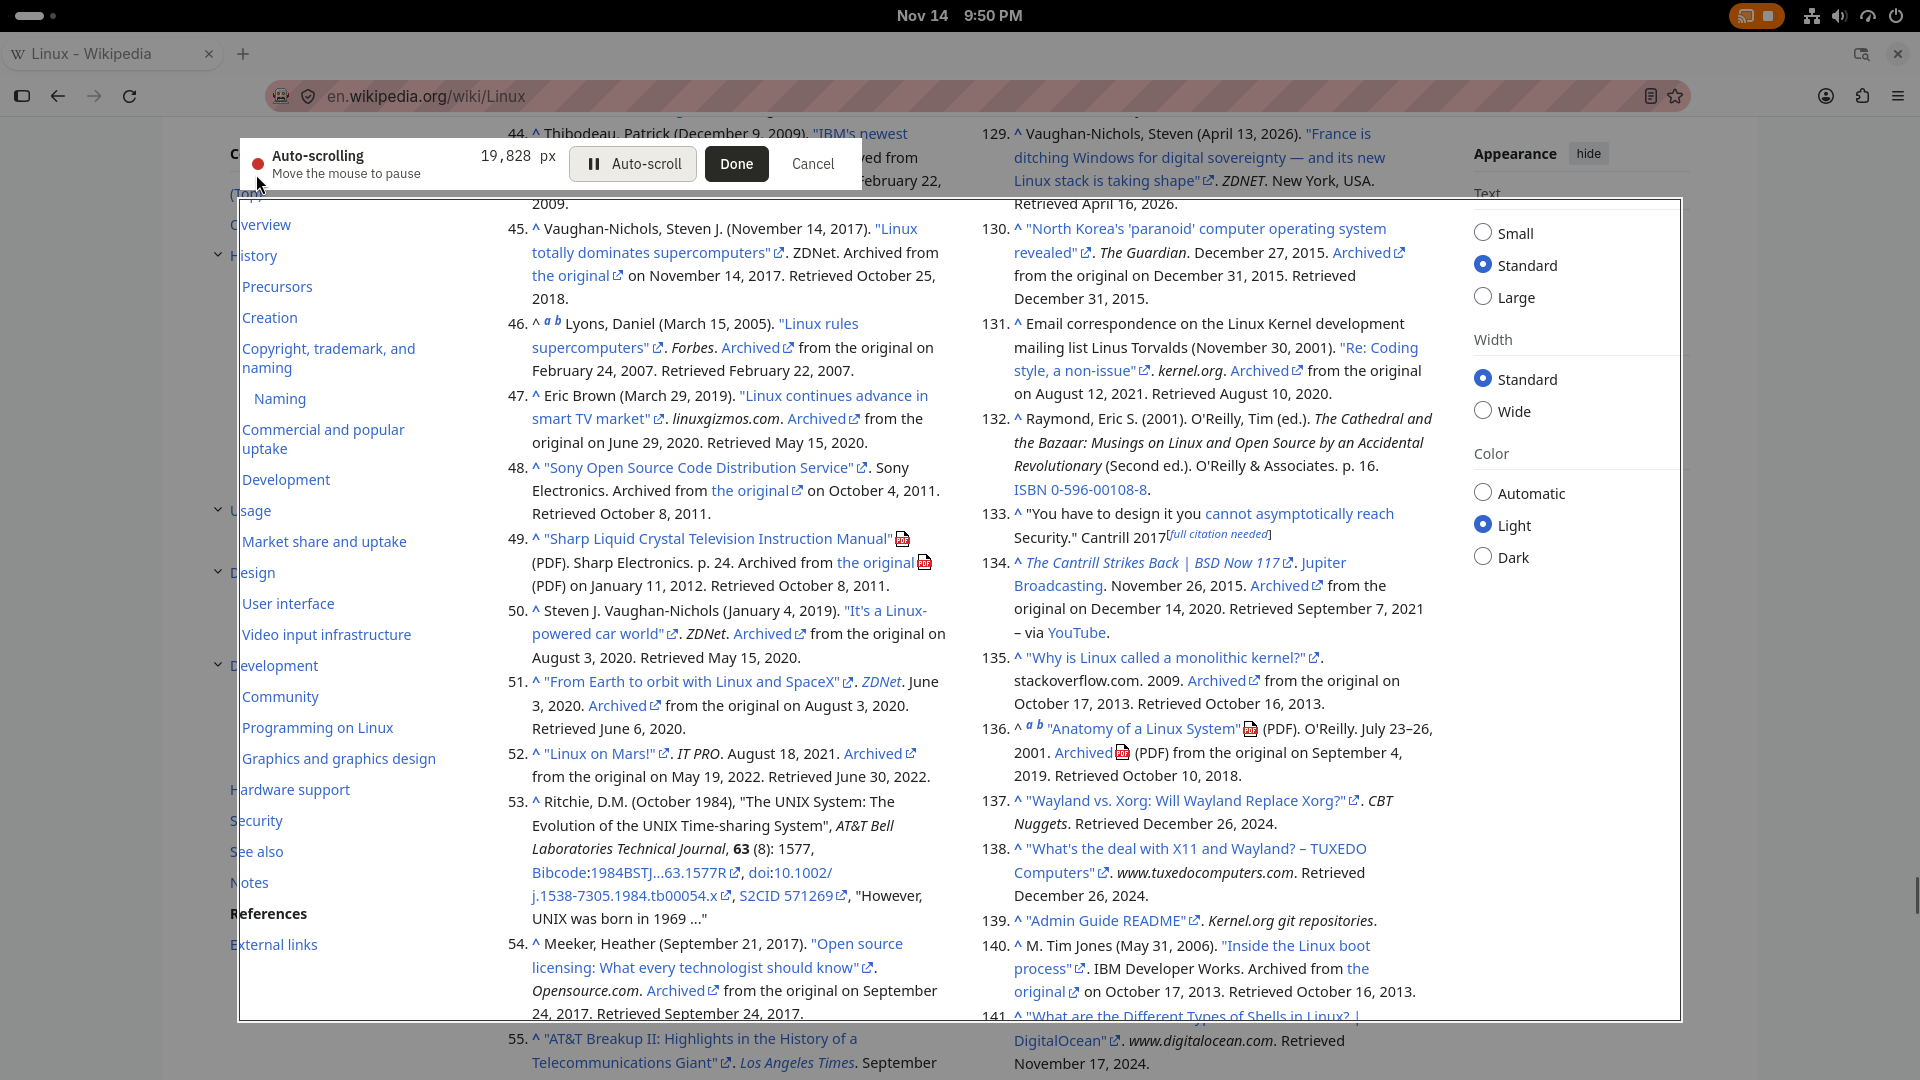 Nov 14 9:50 PM
Linux - Wikipedia
en.wikipedia.org/wiki/Linux
Auto-scrolling
Move the mouse to pause
19,828 px
Auto-scroll
Done
Cancel
(Top)
Overview
History
Precursors
Creation
Copyright, trademark, and
naming
Naming
Commercial and popular
uptake
Development
Usage
Market share and uptake
Design
User interface
Video input infrastructure
Development
Community
Programming on Linux
Graphics and graphics design
Hardware support
Security
See also
Notes
References
External links
44. ^ Thibodeau, Patrick (December 9, 2009). "IBM's newest
ved from
February 22,
2009.
45. ^ Vaughan-Nichols, Steven J. (November 14, 2017). "Linux
totally dominates supercomputers". ZDNet. Archived from
the original on November 14, 2017. Retrieved October 25,
2018.
46. ^ a b Lyons, Daniel (March 15, 2005). "Linux rules
supercomputers". Forbes. Archived from the original on
February 24, 2007. Retrieved February 22, 2007.
47. ^ Eric Brown (March 29, 2019). "Linux continues advance in
smart TV market". linuxgizmos.com. Archived from the
original on June 29, 2020. Retrieved May 15, 2020.
48. ^ "Sony Open Source Code Distribution Service". Sony
Electronics. Archived from the original on October 4, 2011.
Retrieved October 8, 2011.
49. ^ "Sharp Liquid Crystal Television Instruction Manual"
(PDF). Sharp Electronics. p. 24. Archived from the original
(PDF) on January 11, 2012. Retrieved October 8, 2011.
50. ^ Steven J. Vaughan-Nichols (January 4, 2019). "It's a Linux-
powered car world". ZDNet. Archived from the original on
August 3, 2020. Retrieved May 15, 2020.
51. ^ "From Earth to orbit with Linux and SpaceX". ZDNet. June
3, 2020. Archived from the original on August 3, 2020.
Retrieved June 6, 2020.
52. ^ "Linux on Mars!". IT PRO. August 18, 2021. Archived
from the original on May 19, 2022. Retrieved June 30, 2022.
53. ^ Ritchie, D.M. (October 1984), "The UNIX System: The
Evolution of the UNIX Time-sharing System", AT&T Bell
Laboratories Technical Journal, 63 (8): 1577,
Bibcode:1984BSTJ...63.1577R, doi:10.1002/
j.1538-7305.1984.tb00054.x, S2CID 571269, "However,
UNIX was born in 1969 ..."
54. ^ Meeker, Heather (September 21, 2017). "Open source
licensing: What every technologist should know".
Opensource.com. Archived from the original on September
24, 2017. Retrieved September 24, 2017.
55. ^ "AT&T Breakup II: Highlights in the History of a
Telecommunications Giant". Los Angeles Times. September
129. ^ Vaughan-Nichols, Steven (April 13, 2026). "France is
ditching Windows for digital sovereignty — and its new
Linux stack is taking shape". ZDNET. New York, USA.
Retrieved April 16, 2026.
130. ^ "North Korea's 'paranoid' computer operating system
revealed". The Guardian. December 27, 2015. Archived
from the original on December 31, 2015. Retrieved
December 31, 2015.
131. ^ Email correspondence on the Linux Kernel development
mailing list Linus Torvalds (November 30, 2001). "Re: Coding
style, a non-issue". kernel.org. Archived from the original
on August 12, 2021. Retrieved August 10, 2020.
132. ^ Raymond, Eric S. (2001). O'Reilly, Tim (ed.). The Cathedral and
the Bazaar: Musings on Linux and Open Source by an Accidental
Revolutionary (Second ed.). O'Reilly & Associates. p. 16.
ISBN 0-596-00108-8.
133. ^ "You have to design it you cannot asymptotically reach
Security." Cantrill 2017[full citation needed]
134. ^ The Cantrill Strikes Back | BSD Now 117. Jupiter
Broadcasting. November 26, 2015. Archived from the
original on December 14, 2020. Retrieved September 7, 2021
– via YouTube.
135. ^ "Why is Linux called a monolithic kernel?".
stackoverflow.com. 2009. Archived from the original on
October 17, 2013. Retrieved October 16, 2013.
136. ^ a b "Anatomy of a Linux System" (PDF). O'Reilly. July 23–26,
2001. Archived (PDF) from the original on September 4,
2019. Retrieved October 10, 2018.
137. ^ "Wayland vs. Xorg: Will Wayland Replace Xorg?". CBT
Nuggets. Retrieved December 26, 2024.
138. ^ "What's the deal with X11 and Wayland? – TUXEDO
Computers". www.tuxedocomputers.com. Retrieved
December 26, 2024.
139. ^ "Admin Guide README". Kernel.org git repositories.
140. ^ M. Tim Jones (May 31, 2006). "Inside the Linux boot
process". IBM Developer Works. Archived from the
original on October 17, 2013. Retrieved October 16, 2013.
141. ^ "What are the Different Types of Shells in Linux? |
DigitalOcean". www.digitalocean.com. Retrieved
November 17, 2024.
Appearance hide
Text
Small
Standard
Large
Width
Standard
Wide
Color
Automatic
Light
Dark